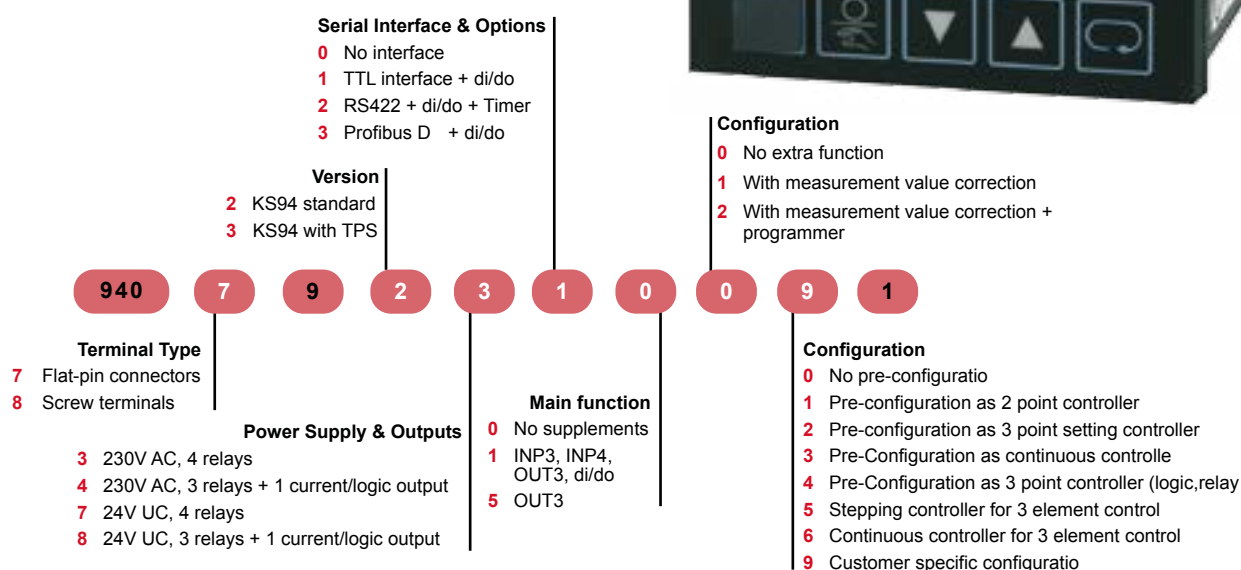 Serial Interface & Options
0 No interface
1 TTL interface + di/do
2 RS422 + di/do + Timer
3 Profibus D + di/do
Configuration
0 No extra function
1 With measurement value correction
2 With measurement value correction +
programmer
Version
2 KS94 standard
3 KS94 with TPS
940 7 9 2 3 1 0 0 9 1
Terminal Type
7 Flat-pin connectors
8 Screw terminals
Power Supply & Outputs
3 230V AC, 4 relays
4 230V AC, 3 relays + 1 current/logic output
7 24V UC, 4 relays
8 24V UC, 3 relays + 1 current/logic output
Main function
0 No supplements
1 INP3, INP4,
OUT3, di/do
5 OUT3
Configuration
0 No pre-configuratio
1 Pre-configuration as 2 point controller
2 Pre-configuration as 3 point setting controller
3 Pre-Configuration as continuous controlle
4 Pre-Configuration as 3 point controller (logic,relay
5 Stepping controller for 3 element control
6 Continuous controller for 3 element control
9 Customer specific configuratio